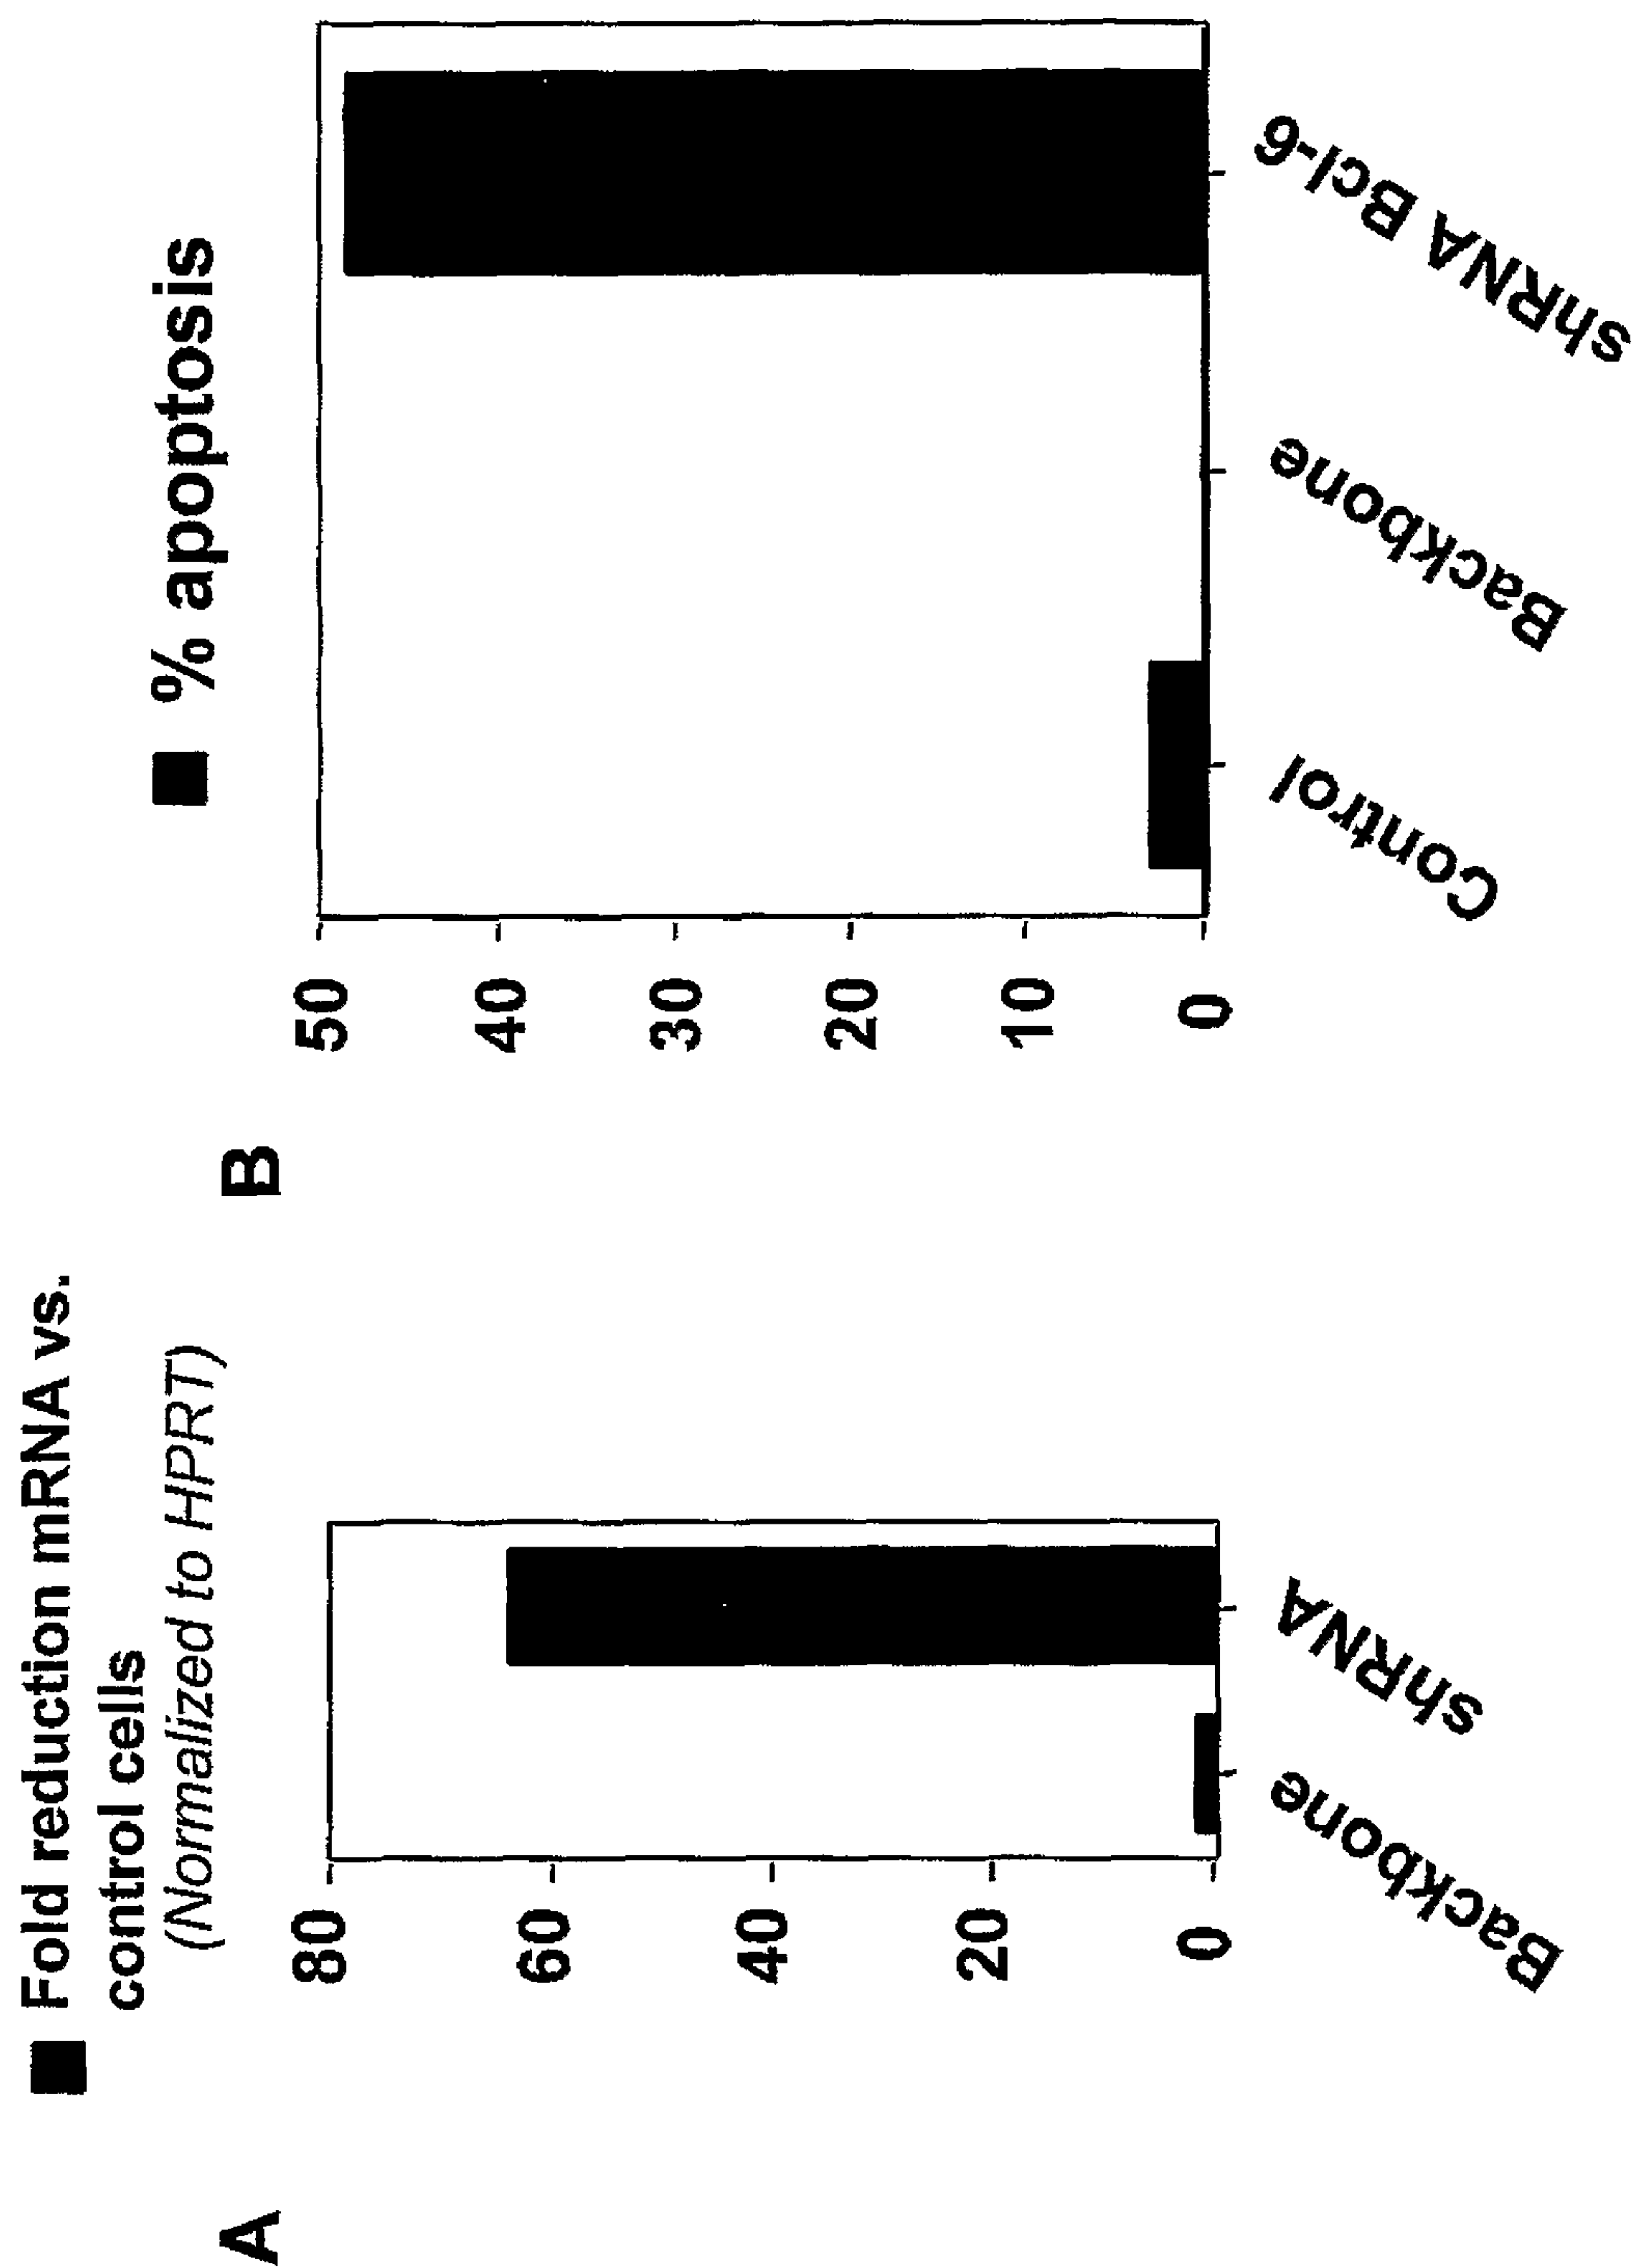 A
Fold reduction mRNA vs.
control cells
(Normalized to HPRT)
80
60
40
20
0
Backbone
shRNA
B
% apoptosis
50
40
30
20
10
0
Control
Backbone
shRNA Bcl-6